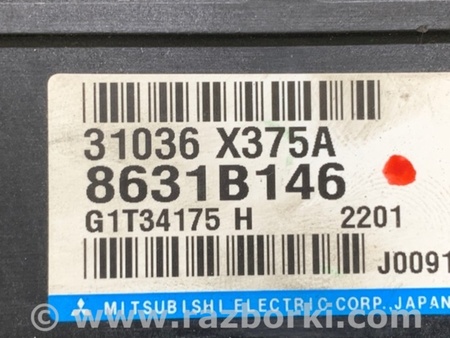 31036 X375A
8631B146
G1T34175 H 2201
J0091
MITSUBISHI ELECTRIC CORP., JAPAN
© www.razborki.com